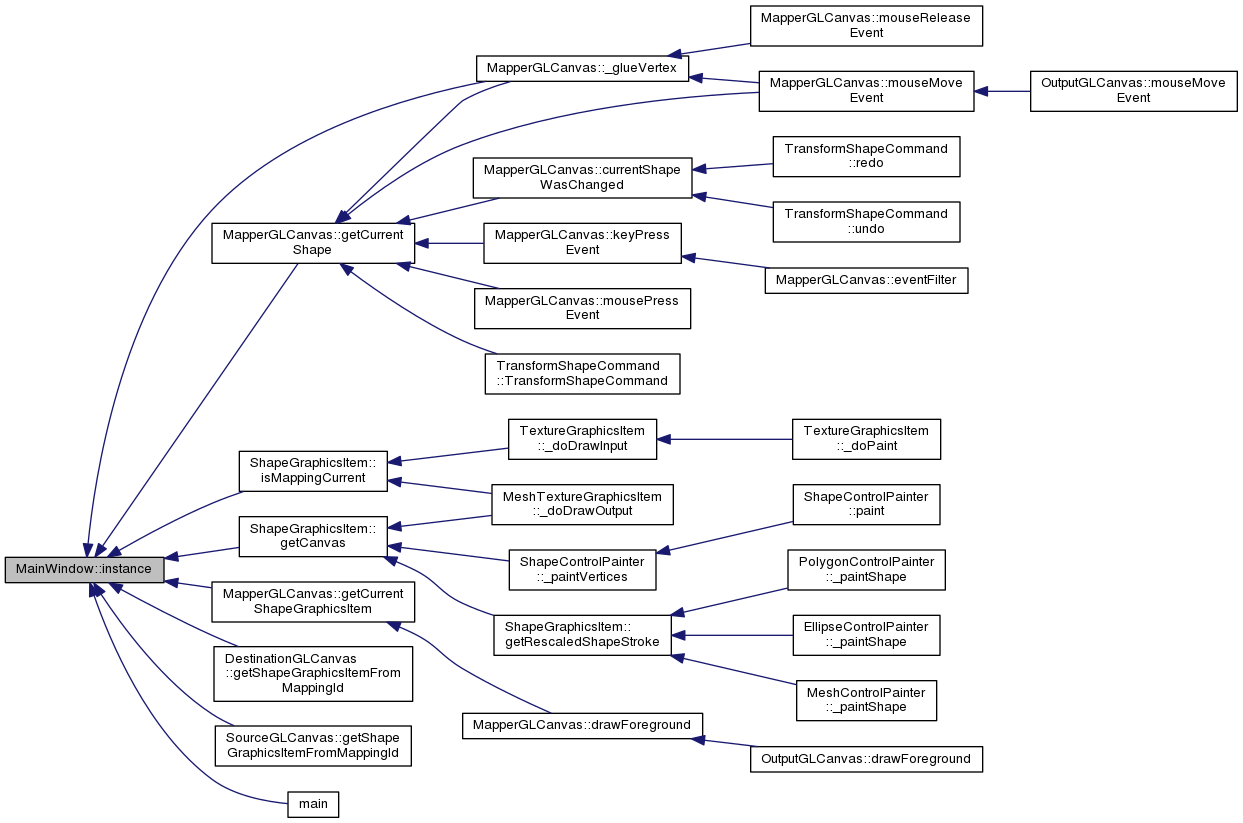 MapperGLCanvas::mouseRelease
Event
MapperGLCanvas::_glueVertex
MapperGLCanvas::mouseMove
Event
OutputGLCanvas::mouseMove
Event
TransformShapeCommand
::redo
MapperGLCanvas::currentShape
WasChanged
TransformShapeCommand
::undo
MapperGLCanvas::getCurrent
Shape
MapperGLCanvas::keyPress
Event
MapperGLCanvas::eventFilter
MapperGLCanvas::mousePress
Event
TransformShapeCommand
::TransformShapeCommand
TextureGraphicsItem
::_doDrawInput
TextureGraphicsItem
::_doPaint
ShapeGraphicsItem::
isMappingCurrent
MeshTextureGraphicsItem
::_doDrawOutput
ShapeControlPainter
::paint
ShapeGraphicsItem::
getCanvas
ShapeControlPainter
::_paintVertices
PolygonControlPainter
::_paintShape
MainWindow::instance
MapperGLCanvas::getCurrent
ShapeGraphicsItem
ShapeGraphicsItem::
getRescaledShapeStroke
EllipseControlPainter
::_paintShape
DestinationGLCanvas
::getShapeGraphicsItemFrom
MappingId
MeshControlPainter
::_paintShape
MapperGLCanvas::drawForeground
SourceGLCanvas::getShape
GraphicsItemFromMappingId
OutputGLCanvas::drawForeground
main